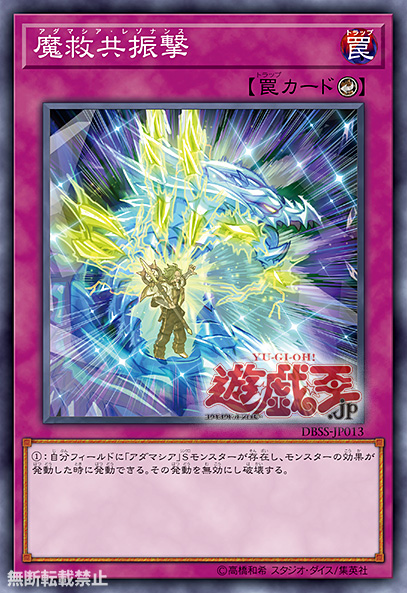 アダマシア・レゾナンス
魔救共振撃
トラップ
罠
トラップ
【罠カード】
YU-GI-OH!
遊戯王
.jp
DBSS-JP013
①:自分フィールドに「アダマシア」Sモンスターが存在し、モンスターの効果が
発動した時に発動できる。その発動を無効にし破壊する。
無断転載禁止
©高橋和希 スタジオ・ダイス/集英社